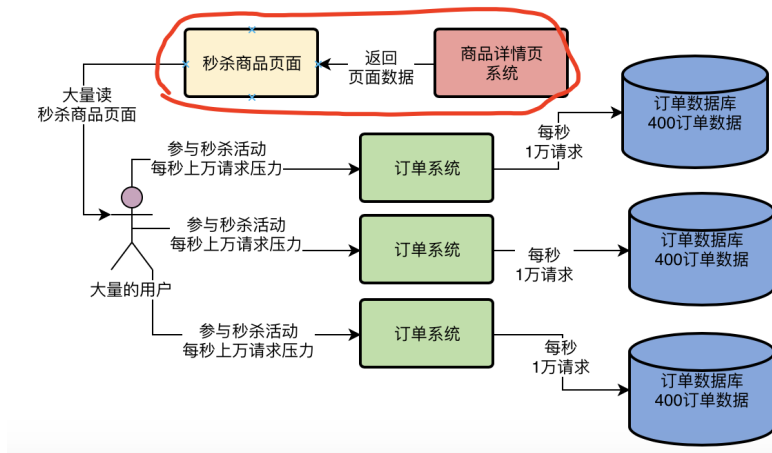 秒杀商品页面
返回
页面数据
商品详情页
系统
大量读
秒杀商品页面
订单数据库
400订单数据
每秒
1万请求
参与秒杀活动
每秒上万请求压力
订单系统
参与秒杀活动
每秒上万请求压力
订单系统
每秒
1万请求
订单数据库
400订单数据
大量的用户
参与秒杀活动
每秒上万请求压力
订单系统
每秒
1万请求
订单数据库
400订单数据